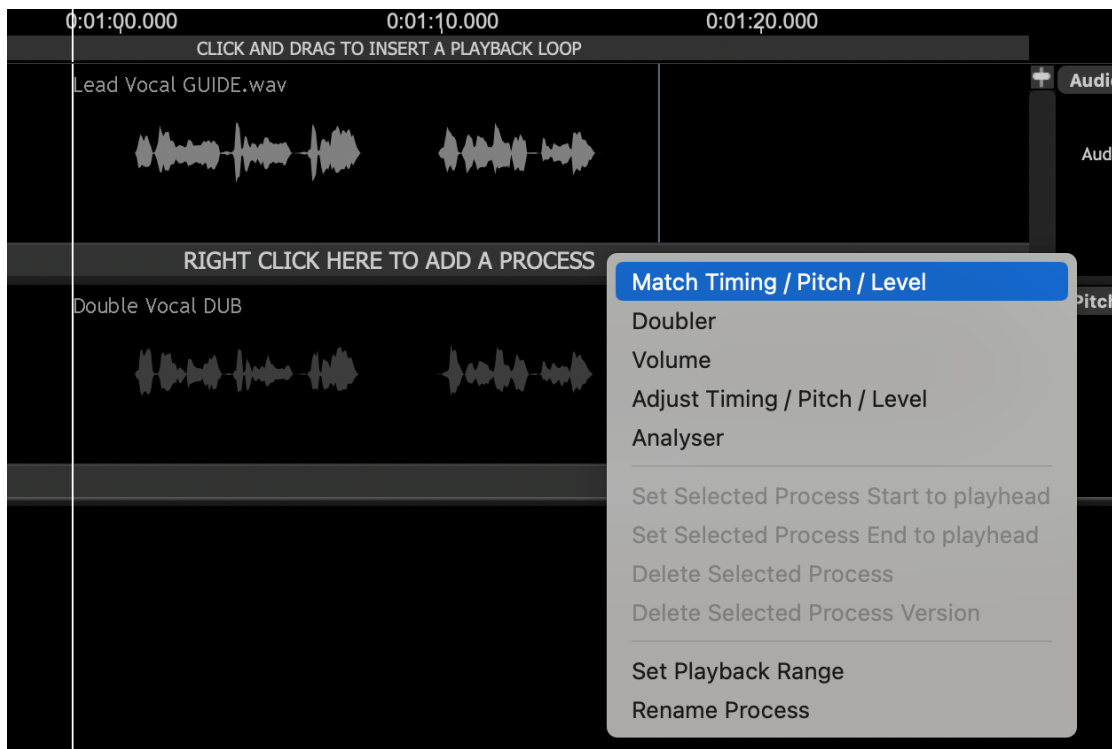 0:01:00.000 0:01:10.000 0:01:20.000
CLICK AND DRAG TO INSERT A PLAYBACK LOOP
Lead Vocal GUIDE.wav
Audi
Aud
RIGHT CLICK HERE TO ADD A PROCESS
Match Timing / Pitch / Level
Double Vocal DUB
Pitch
Doubler
Volume
Adjust Timing / Pitch / Level
Analyser
Set Selected Process Start to playhead
Set Selected Process End to playhead
Delete Selected Process
Delete Selected Process Version
Set Playback Range
Rename Process